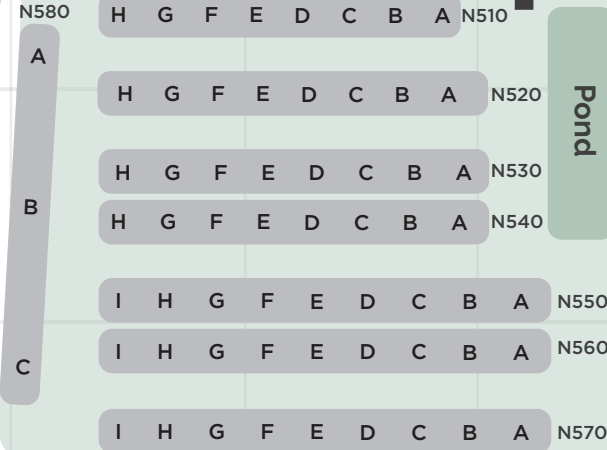 N580
H G F E D C B A N510
A
H G F E D C B A N520
Pond
H G F E D C B A N530
B
H G F E D C B A N540
I H G F E D C B A N550
I H G F E D C B A N560
C
I H G F E D C B A N570